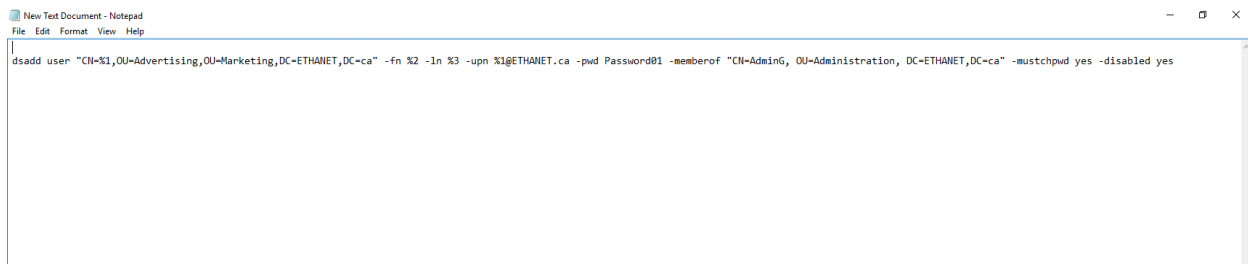 New Text Document - Notepad
File Edit Format View Help
dsadd user "CN=%1,OU=Advertising,OU=Marketing,DC=ETHANET,DC=ca" -fn %2 -ln %3 -upn %1@ETHANET.ca -pwd Password01 -memberof "CN=AdminG, OU=Administration, DC=ETHANET,DC=ca" -mustchpwd yes -disabled yes